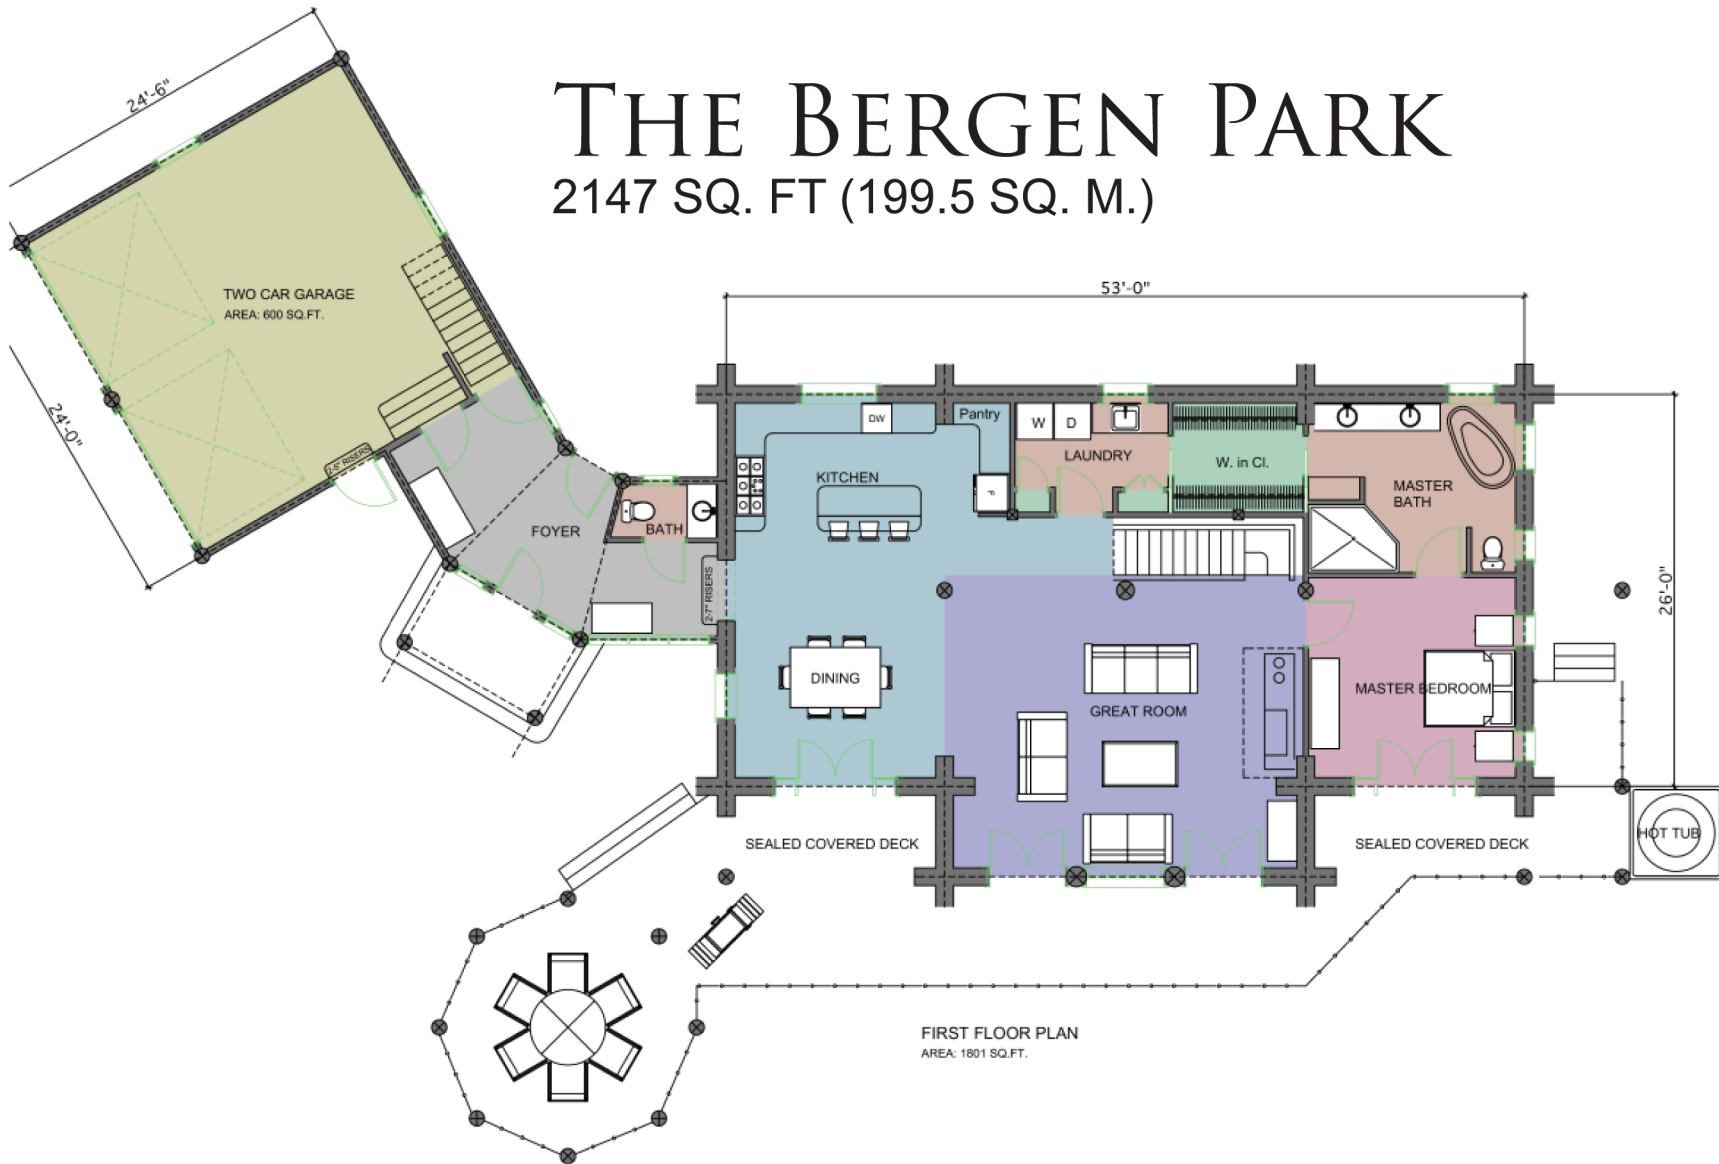 THE BERGEN PARK
2147 SQ. FT (199.5 SQ. M.)
24'-6"
24'-0"
TWO CAR GARAGE
AREA: 600 SQ.FT.
2-5" RISERS
53'-0"
26'-0"
DW
Pantry
W
D
LAUNDRY
W. in Cl.
MASTER
BATH
KITCHEN
F
FOYER
BATH
2-7" RISERS
DINING
GREAT ROOM
MASTER BEDROOM
SEALED COVERED DECK
SEALED COVERED DECK
HOT TUB
FIRST FLOOR PLAN
AREA: 1801 SQ.FT.